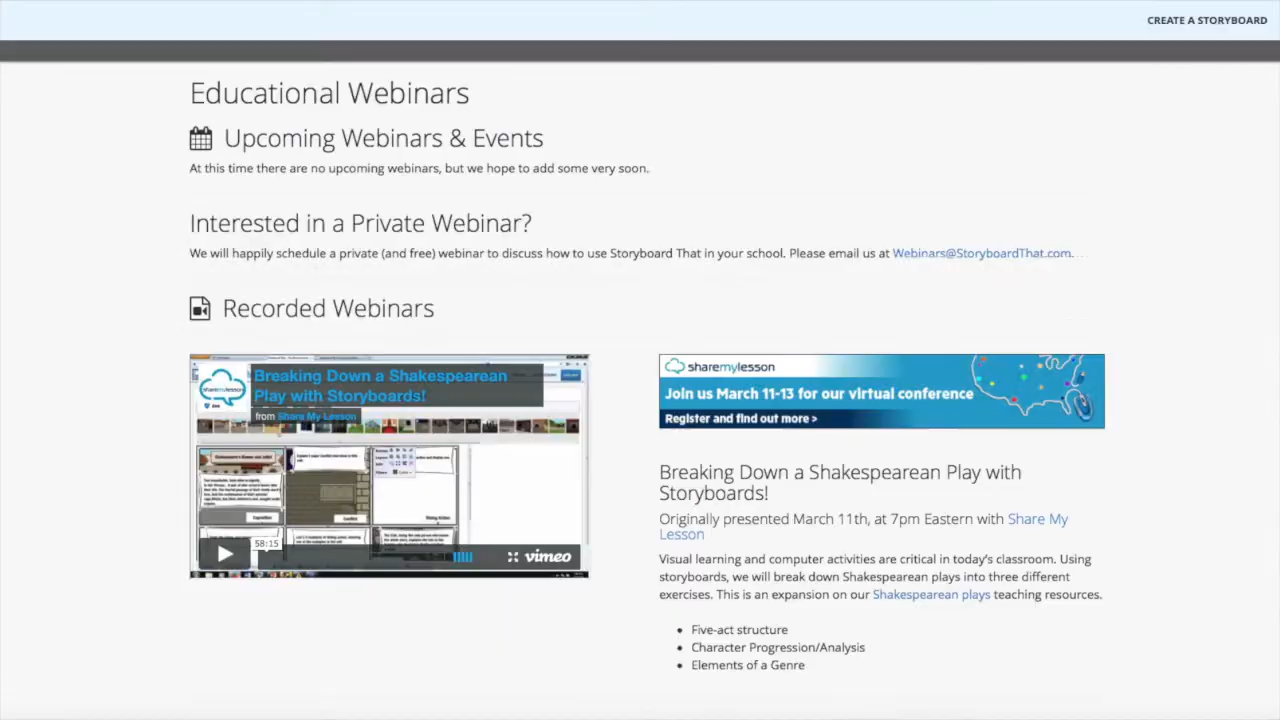 CREATE A STORYBOARD
Educational Webinars
Upcoming Webinars & Events
At this time there are no upcoming webinars, but we hope to add some very soon.
Interested in a Private Webinar?
We will happily schedule a private (and free) webinar to discuss how to use Storyboard That in your school. Please email us at Webinars@StoryboardThat.com.
Recorded Webinars
sharemylesson
Breaking Down a Shakespearean
Play with Storyboards!
from Share My Lesson
58:15
vimeo
sharemylesson
Join us March 11-13 for our virtual conference
Register and find out more >
Breaking Down a Shakespearean Play with
Storyboards!
Originally presented March 11th, at 7pm Eastern with Share My
Lesson
Visual learning and computer activities are critical in today's classroom. Using
storyboards, we will break down Shakespearean plays into three different
exercises. This is an expansion on our Shakespearean plays teaching resources.
• Five-act structure
• Character Progression/Analysis
• Elements of a Genre